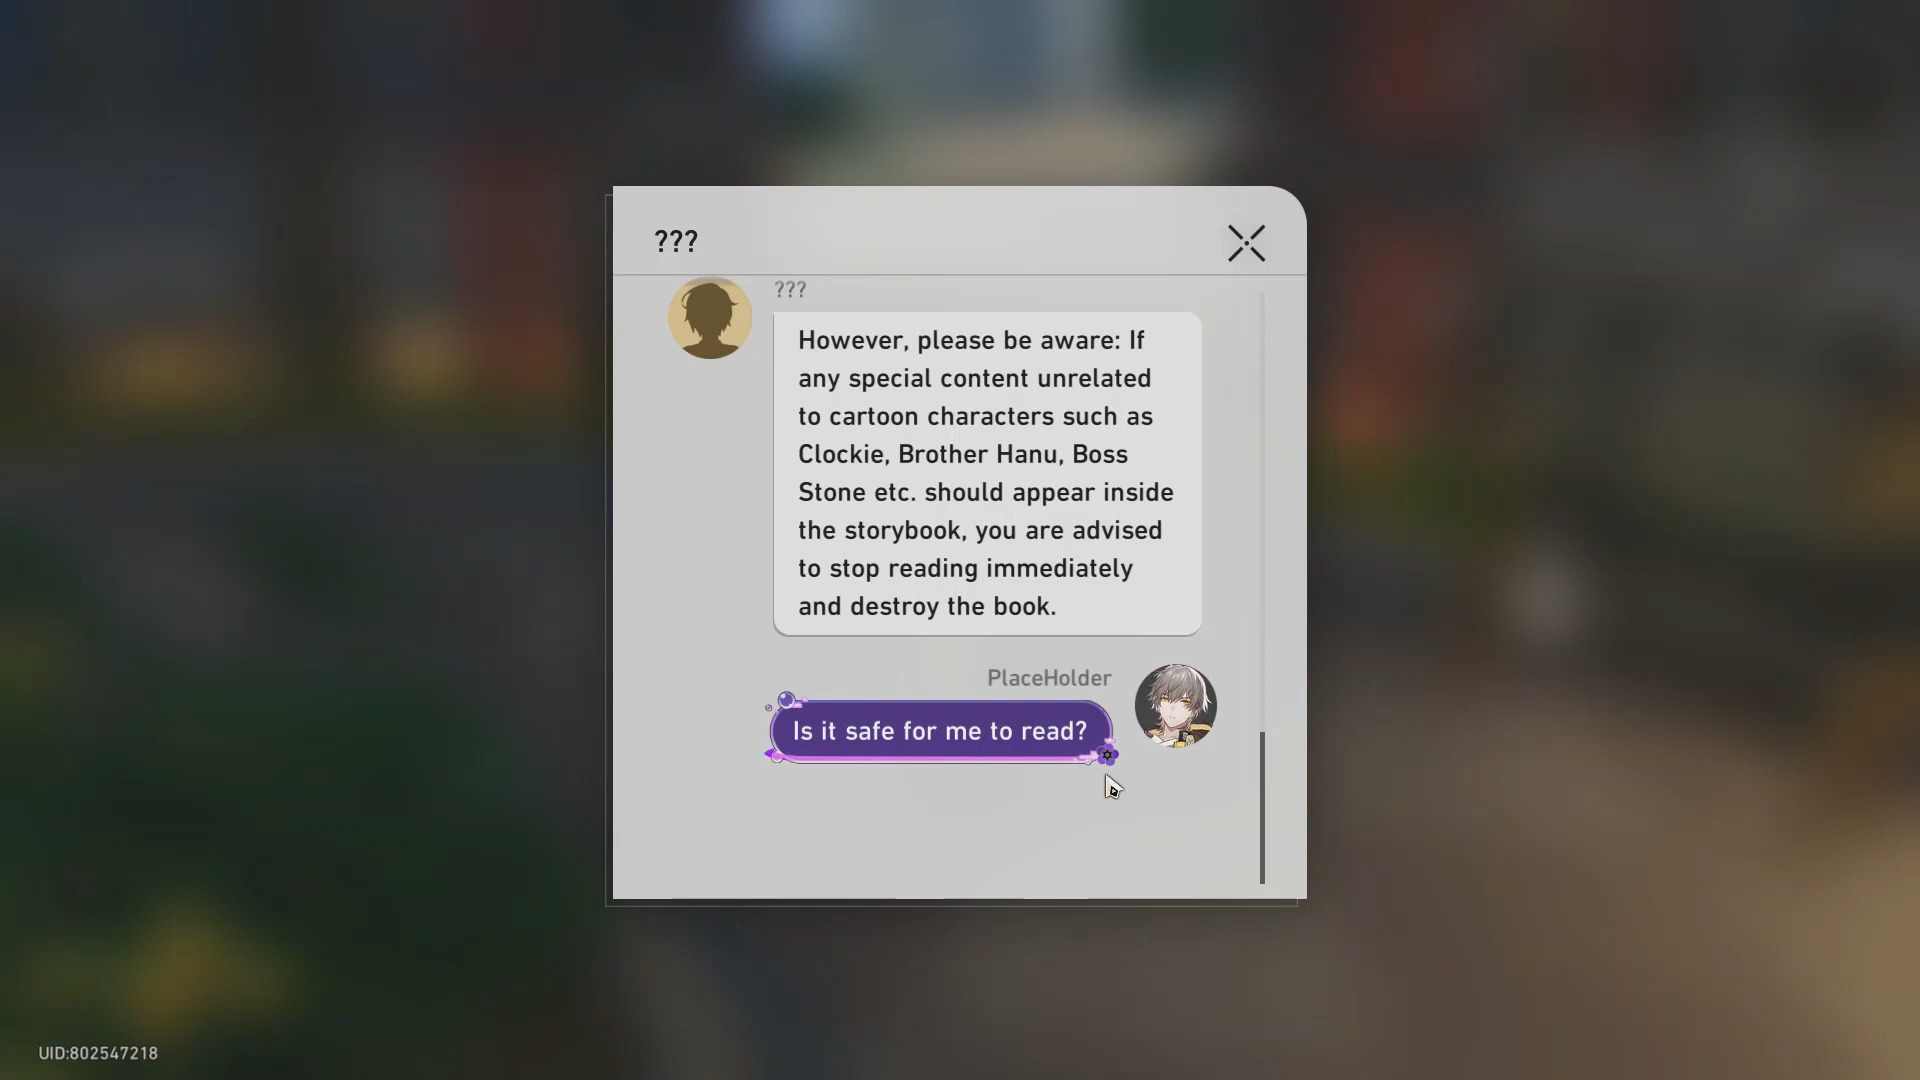 ???
???
However, please be aware: If
any special content unrelated
to cartoon characters such as
Clockie, Brother Hanu, Boss
Stone etc. should appear inside
the storybook, you are advised
to stop reading immediately
and destroy the book.
PlaceHolder
Is it safe for me to read?
UID:802547218